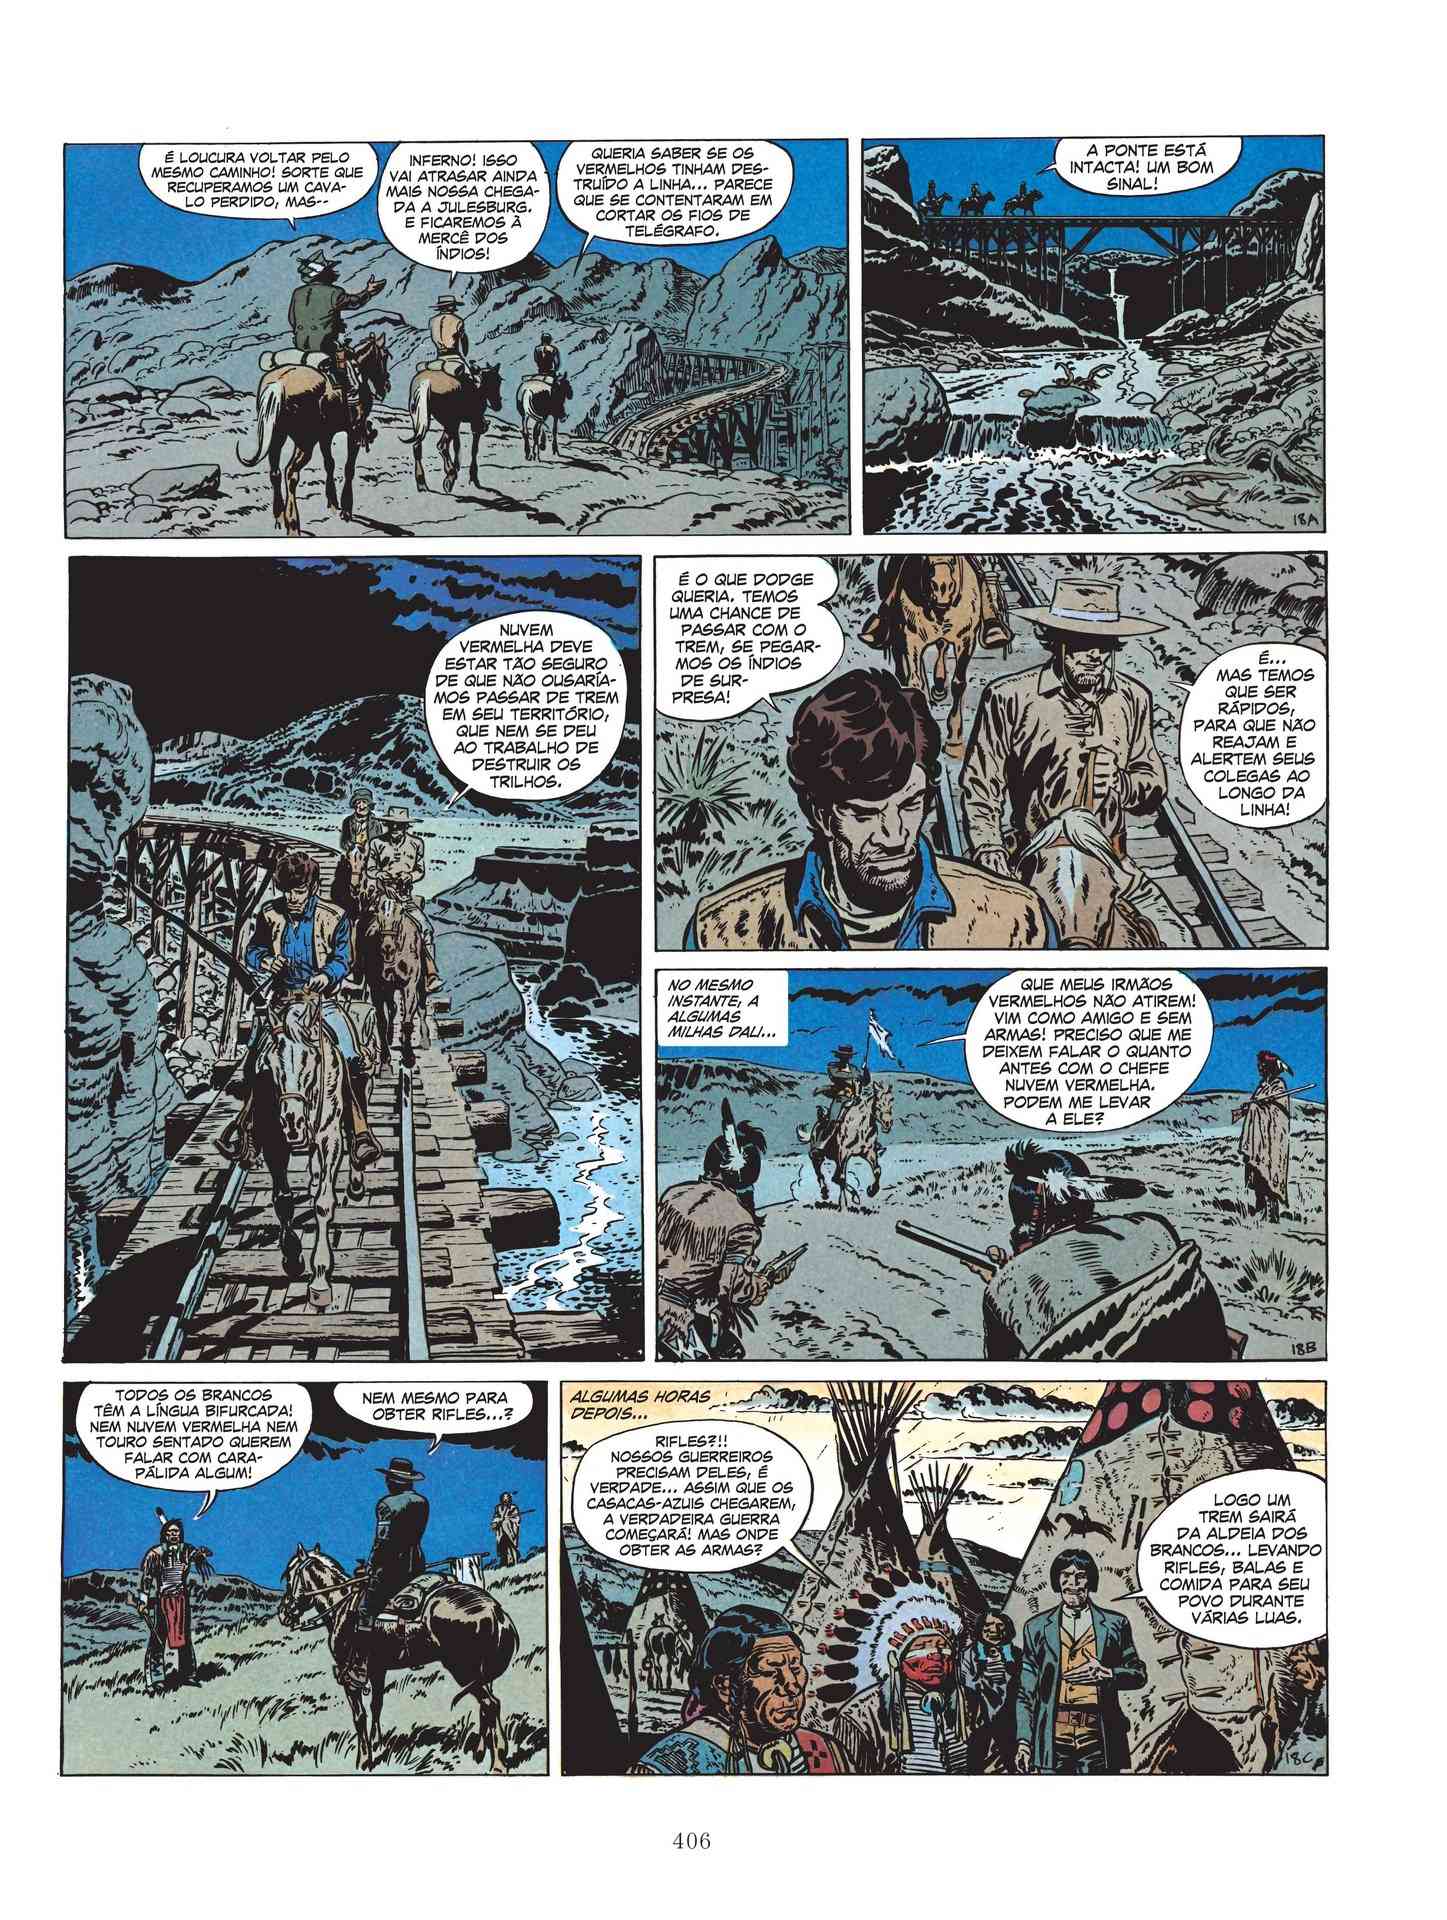 É LOUCURA VOLTAR PELO
MESMO CAMINHO! SORTE QUE
RECUPERAMOS UM CAVA-
LO PERDIDO, MAS--
INFERNO! ISSO
VAI ATRASAR AINDA
MAIS NOSSA CHEGA-
DA A JULESBURG.
E FICAREMOS À
MERCÊ DOS
ÍNDIOS!
QUERIA SABER SE OS
VERMELHOS TINHAM DES-
TRUÍDO A LINHA... PARECE
QUE SE CONTENTARAM EM
CORTAR OS FIOS DE
TELÉGRAFO.
A PONTE ESTÁ
INTACTA! UM BOM
SINAL!
18A
NUVEM
VERMELHA DEVE
ESTAR TÃO SEGURO
DE QUE NÃO OUSARÍA-
MOS PASSAR DE TREM
EM SEU TERRITÓRIO,
QUE NEM SE DEU
AO TRABALHO DE
DESTRUIR OS
TRILHOS.
É O QUE DODGE
QUERIA. TEMOS
UMA CHANCE DE
PASSAR COM O
TREM, SE PEGAR-
MOS OS ÍNDIOS
DE SUR-
PRESA!
É...
MAS TEMOS
QUE SER
RÁPIDOS,
PARA QUE NÃO
REAJAM E
ALERTEM SEUS
COLEGAS AO
LONGO DA
LINHA!
NO MESMO
INSTANTE, A
ALGUMAS
MILHAS DALI...
QUE MEUS IRMÃOS
VERMELHOS NÃO ATIREM!
VIM COMO AMIGO E SEM
ARMAS! PRECISO QUE ME
DEIXEM FALAR O QUANTO
ANTES COM O CHEFE
NUVEM VERMELHA.
PODEM ME LEVAR
A ELE?
18B
TODOS OS BRANCOS
TÊM A LÍNGUA BIFURCADA!
NEM NUVEM VERMELHA NEM
TOURO SENTADO QUEREM
FALAR COM CARA-
PÁLIDA ALGUM!
NEM MESMO PARA
OBTER RIFLES...?
ALGUMAS HORAS
DEPOIS...
RIFLES?!!
NOSSOS GUERREIROS
PRECISAM DELES, É
VERDADE... ASSIM QUE OS
CASACAS-AZUIS CHEGAREM,
A VERDADEIRA GUERRA
COMEÇARÁ! MAS ONDE
OBTER AS ARMAS?
LOGO UM
TREM SAIRÁ
DA ALDEIA DOS
BRANCOS... LEVANDO
RIFLES, BALAS E
COMIDA PARA SEU
POVO DURANTE
VÁRIAS LUAS.
18C
406